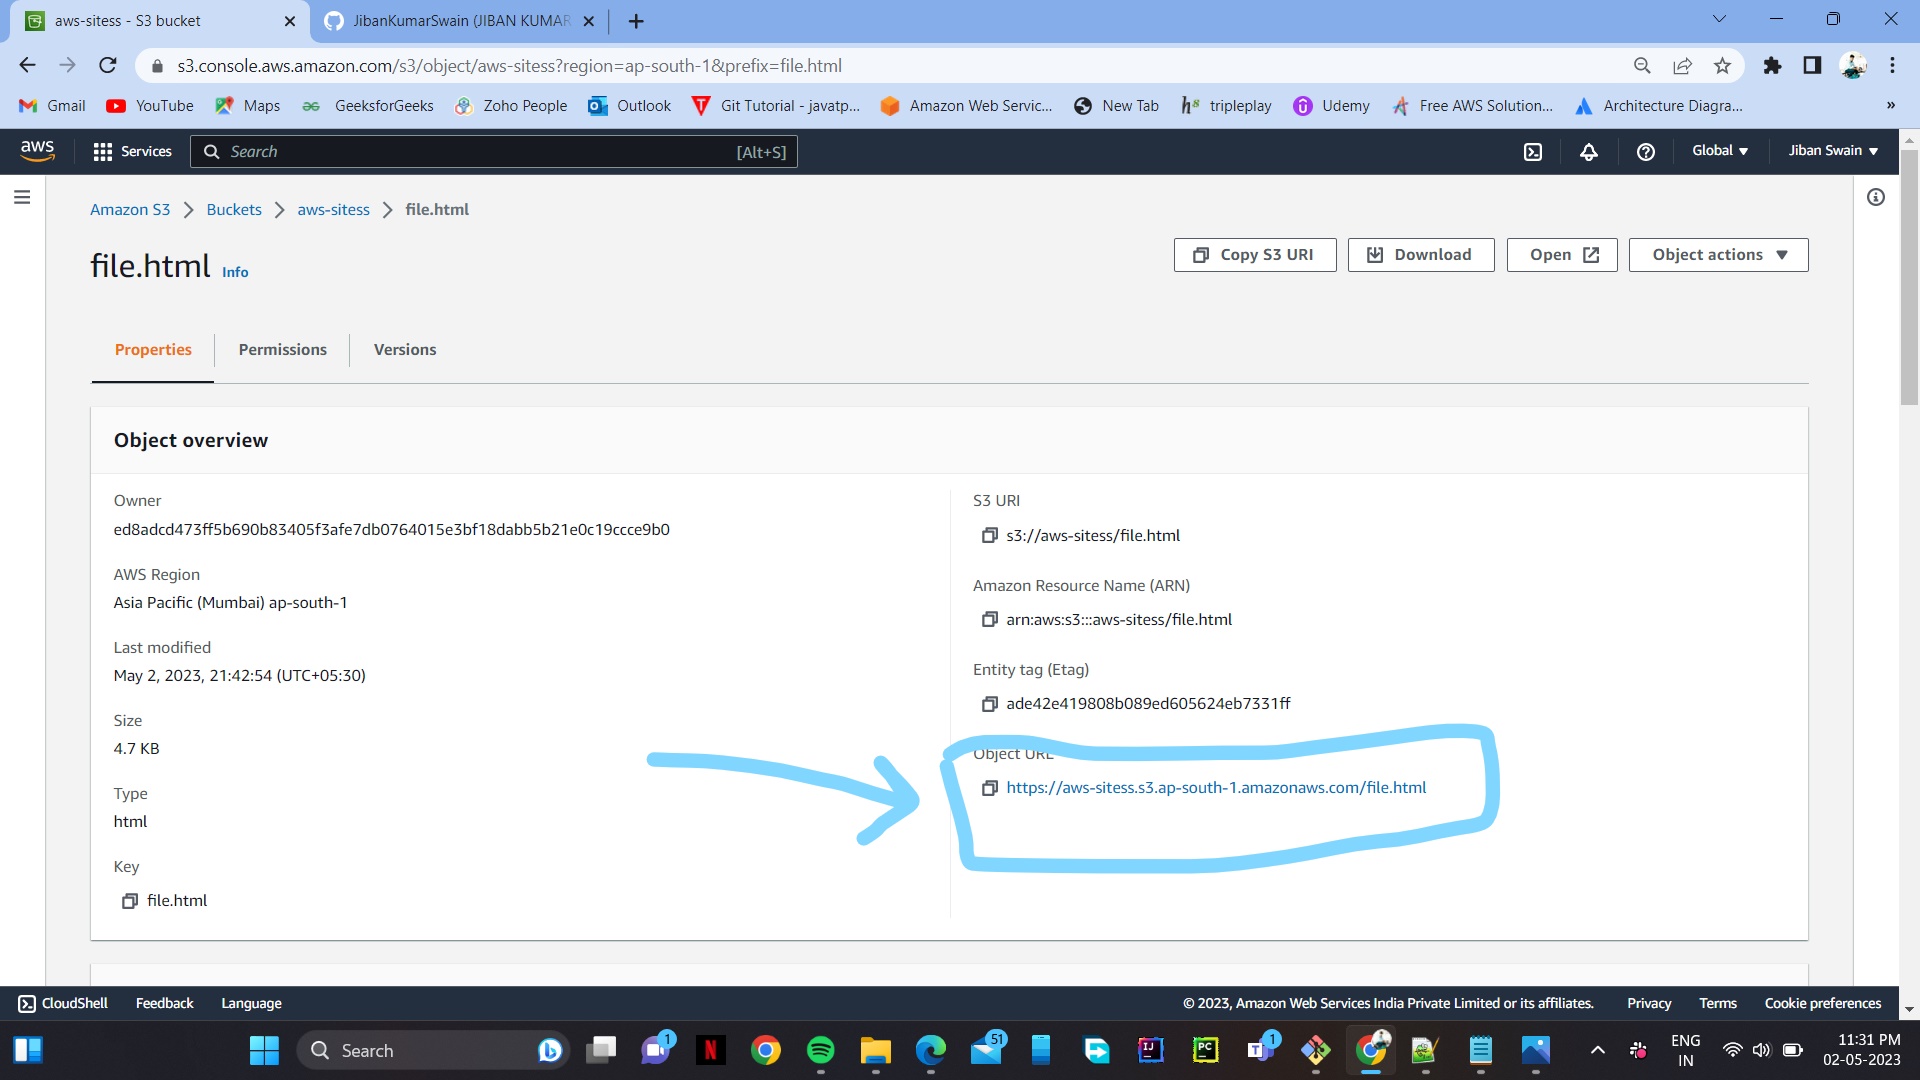 aws-sitess - S3 bucket
JibanKumarSwain (JIBAN KUMAR
s3.console.aws.amazon.com/s3/object/aws-sitess?region=ap-south-1&prefix=file.html
Gmail YouTube Maps GeeksforGeeks Zoho People Outlook Git Tutorial - javatp... Amazon Web Servic... New Tab tripleplay Udemy Free AWS Solution... Architecture Diagra... »
aws Services Search [Alt+S] Global Jiban Swain
Amazon S3 Buckets aws-sitess file.html
file.html Info
Copy S3 URI Download Open Object actions
Properties Permissions Versions
Object overview
Owner
ed8adcd473ff5b690b83405f3afe7db0764015e3bf18dabb5b21e0c19ccce9b0
AWS Region
Asia Pacific (Mumbai) ap-south-1
Last modified
May 2, 2023, 21:42:54 (UTC+05:30)
Size
4.7 KB
Type
html
Key
file.html
S3 URI
s3://aws-sitess/file.html
Amazon Resource Name (ARN)
arn:aws:s3:::aws-sitess/file.html
Entity tag (Etag)
ade42e419808b089ed605624eb7331ff
Object URL
https://aws-sitess.s3.ap-south-1.amazonaws.com/file.html
CloudShell Feedback Language © 2023, Amazon Web Services India Private Limited or its affiliates. Privacy Terms Cookie preferences
Search 1 N 51 IJ PC T 1 ENG 11:31 PM
IN 02-05-2023